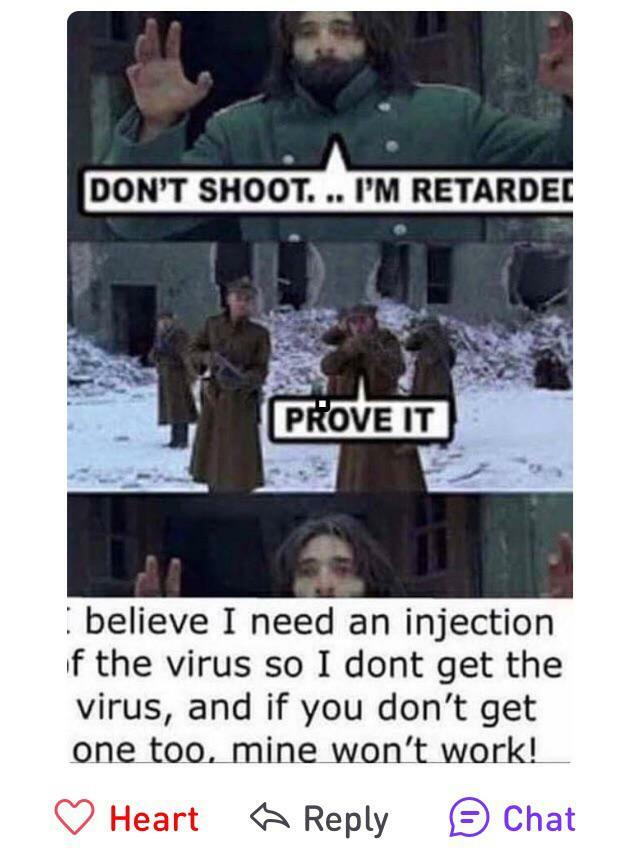 DON'T SHOOT. .. I'M RETARDED
PROVE IT
I believe I need an injection
of the virus so I dont get the
virus, and if you don't get
one too, mine won't work!
Heart Reply Chat